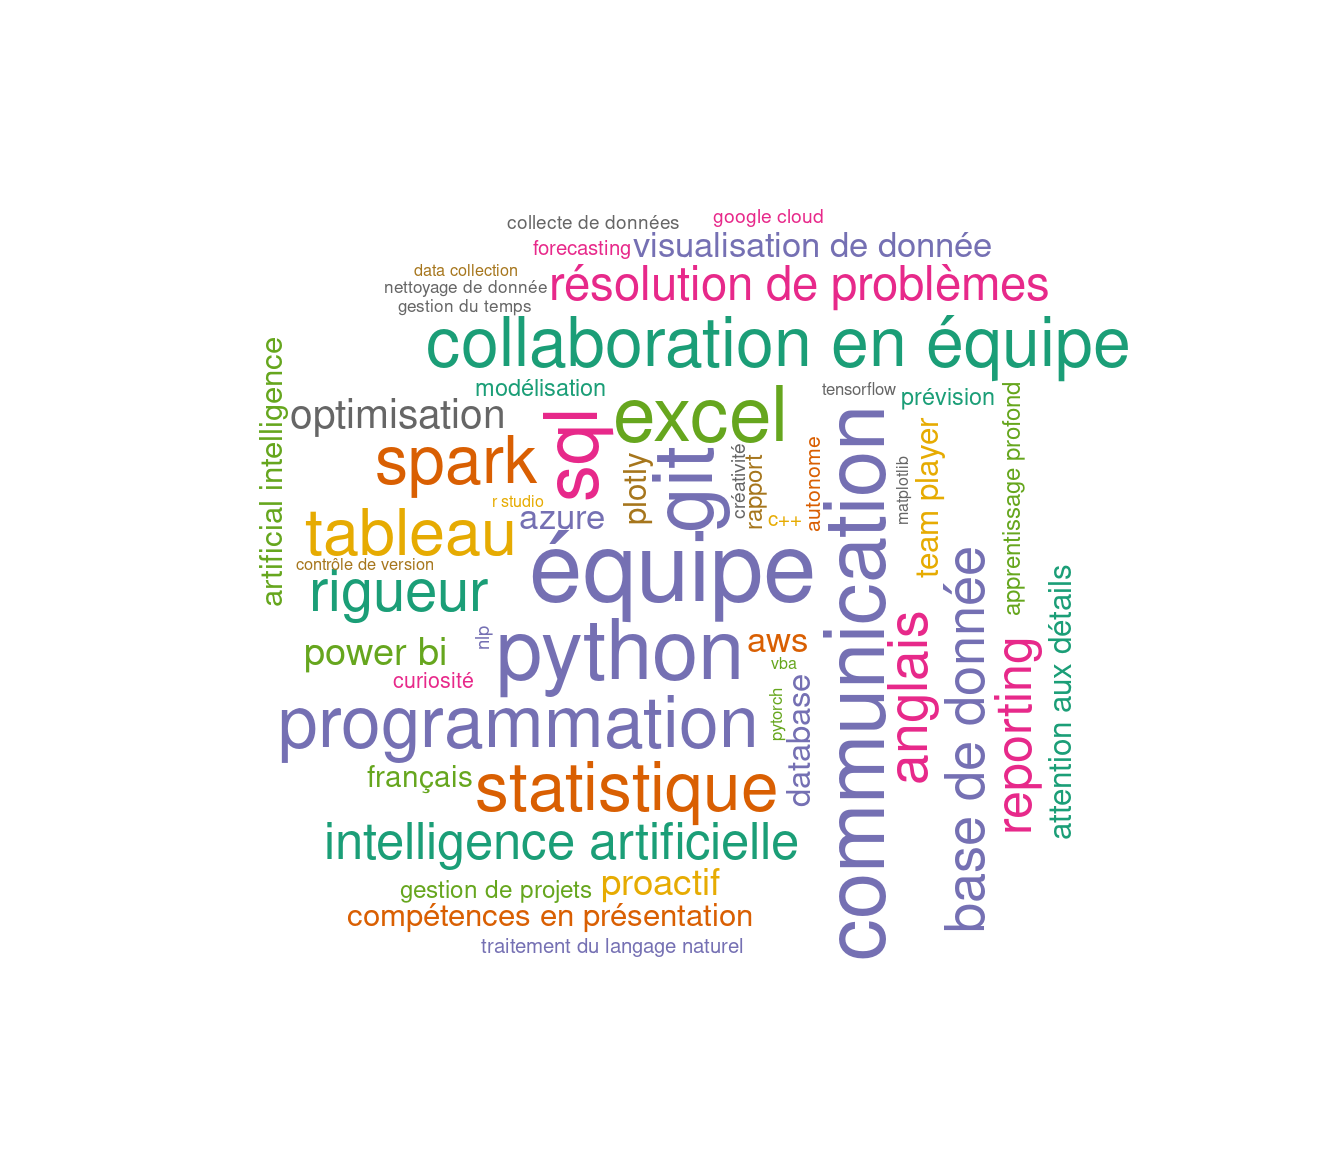 collecte de données
google cloud
forecasting
visualisation de donnée
data collection
résolution de problèmes
nettoyage de donnée
gestion du temps
collaboration en équipe
artificial intelligence
modélisation
tensorflow
prévision
apprentissage profond
optimisation
sql
excel
communication
spark
plotly
git
créativité
rapport
autonome
matplotlib
team player
r studio
azure
c++
tableau
équipe
contrôle de version
rigueur
base de donnée
attention aux détails
power bi
nlp
python
aws
vba
anglais
reporting
curiosité
pytorch
database
programmation
français
statistique
intelligence artificielle
gestion de projets
proactif
compétences en présentation
traitement du langage naturel